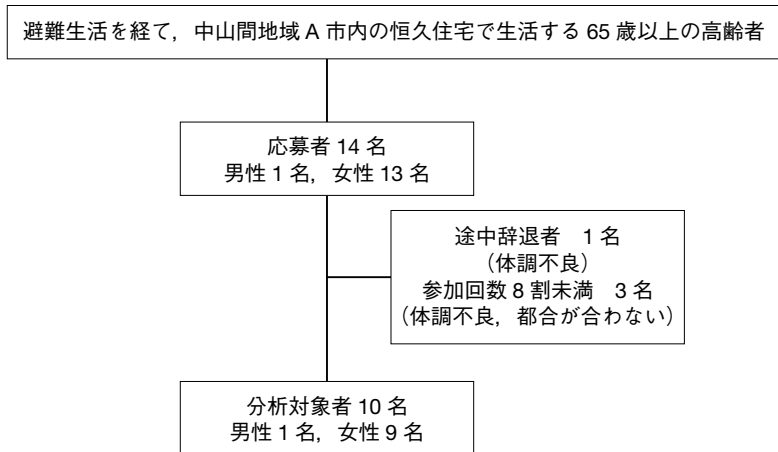 避難生活を経て，中山間地域 A 市内の恒久住宅で生活する 65 歳以上の高齢者
応募者 14 名
男性 1 名，女性 13 名
途中辞退者　1 名
（体調不良）
参加回数 8 割未満　3 名
（体調不良，都合が合わない）
分析対象者 10 名
男性 1 名，女性 9 名